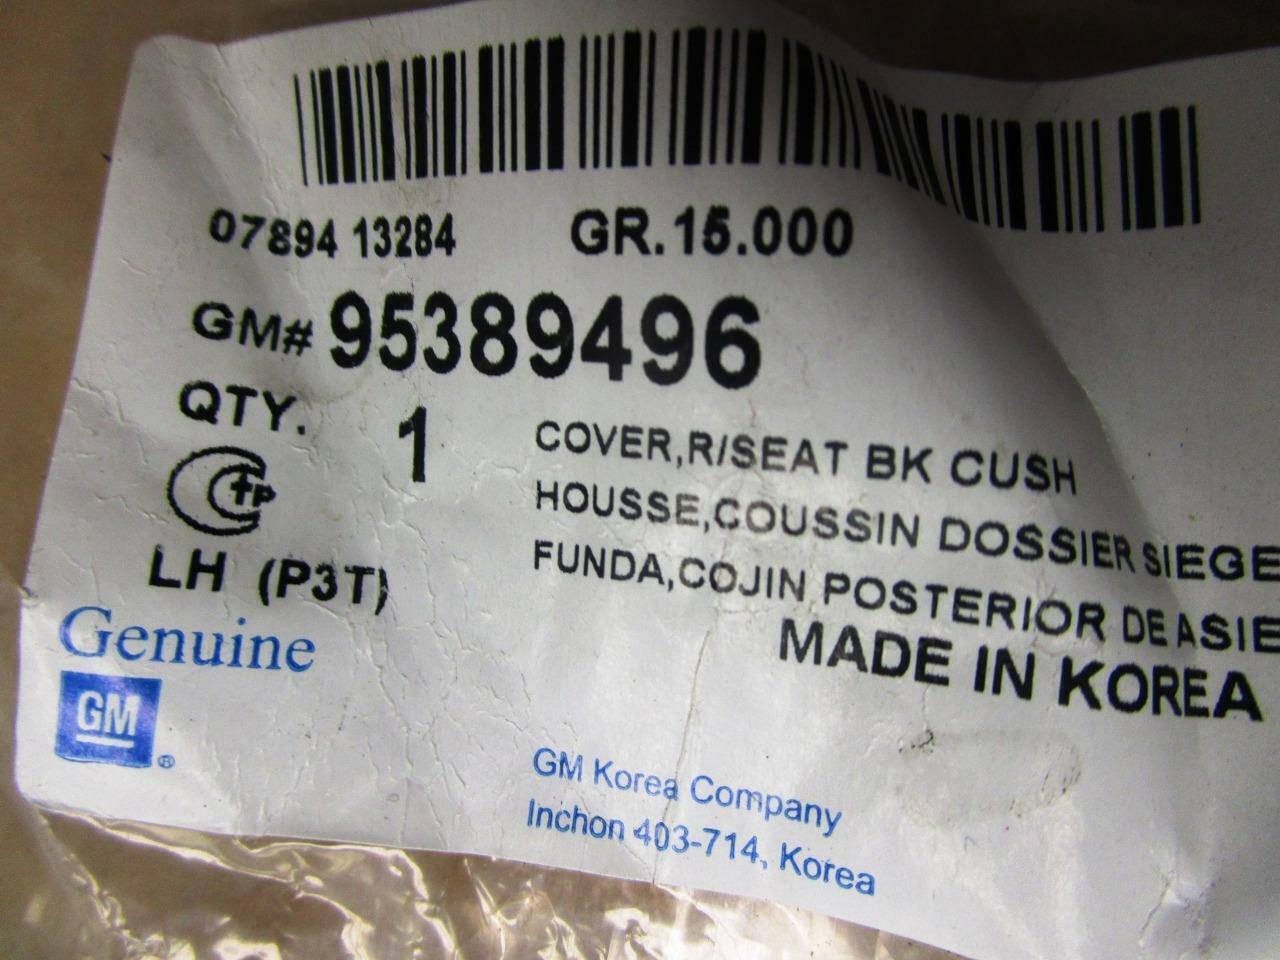 07894 13284 GR.15.000
GM# 95389496
QTY. 1
COVER,R/SEAT BK CUSH
HOUSSE,COUSSIN DOSSIER SIEGE
FUNDA,COJIN POSTERIOR DE ASIE
LH (P3T)
MADE IN KOREA
Genuine
GM ®
GM Korea Company
Inchon 403-714, Korea